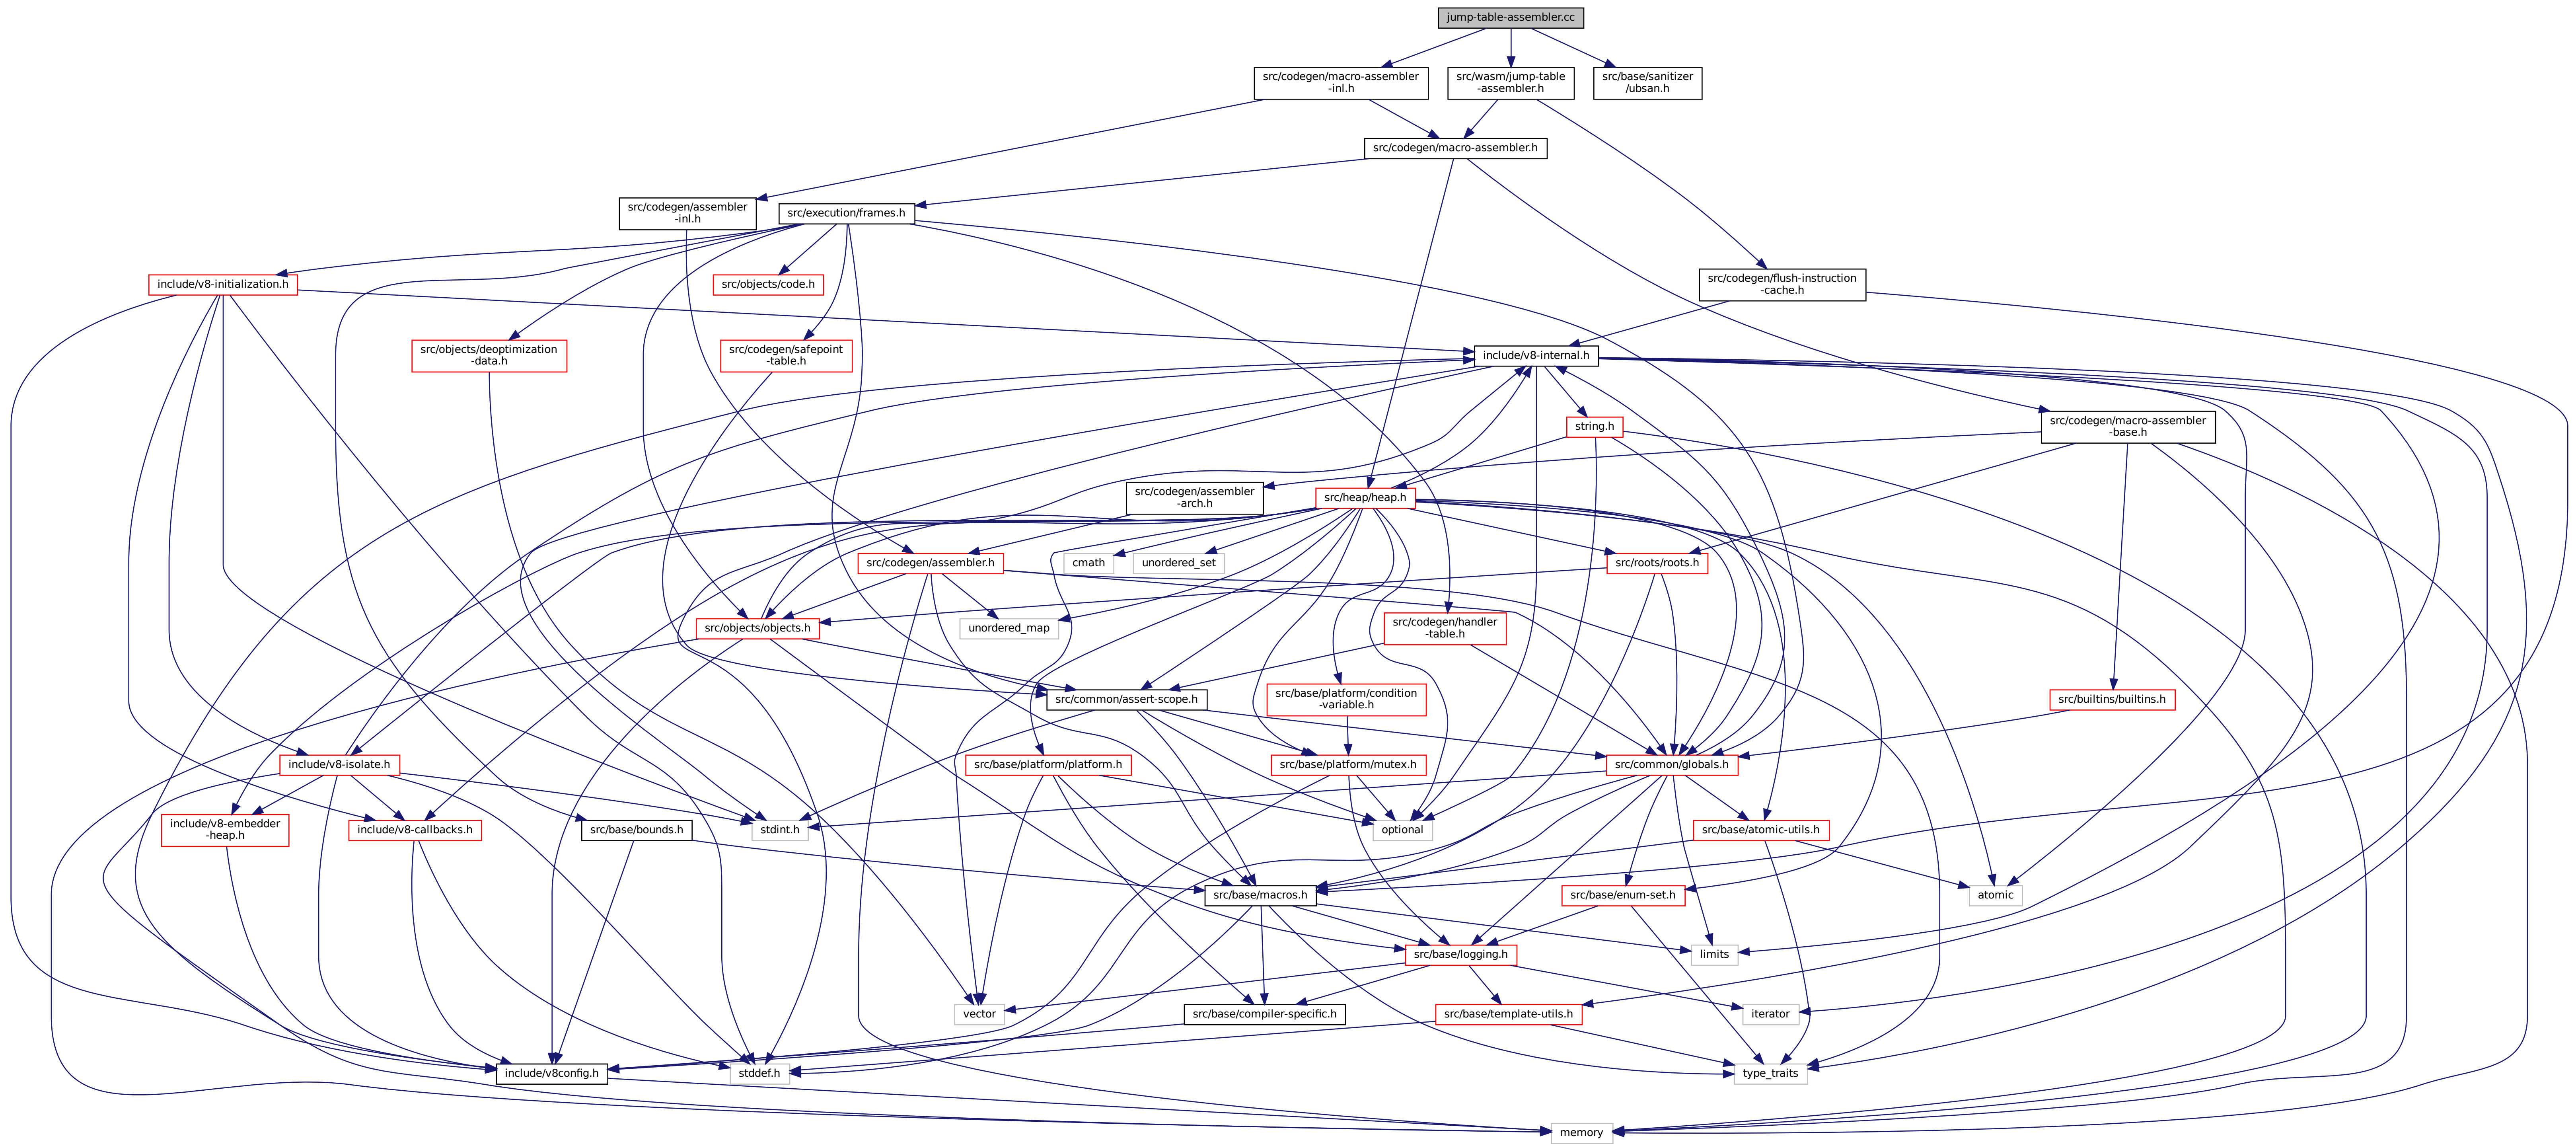 jump-table-assembler.cc
src/codegen/macro-assembler
-inl.h
src/wasm/jump-table
-assembler.h
src/base/sanitizer
/ubsan.h
src/codegen/macro-assembler.h
src/codegen/assembler
-inl.h
src/execution/frames.h
include/v8-initialization.h
src/objects/code.h
src/codegen/flush-instruction
-cache.h
src/objects/deoptimization
-data.h
src/codegen/safepoint
-table.h
include/v8-internal.h
string.h
src/codegen/macro-assembler
-base.h
src/codegen/assembler
-arch.h
src/heap/heap.h
src/codegen/assembler.h
cmath
unordered_set
src/roots/roots.h
src/objects/objects.h
unordered_map
src/codegen/handler
-table.h
src/common/assert-scope.h
src/base/platform/condition
-variable.h
src/builtins/builtins.h
include/v8-isolate.h
src/base/platform/platform.h
src/base/platform/mutex.h
src/common/globals.h
include/v8-embedder
-heap.h
include/v8-callbacks.h
src/base/bounds.h
stdint.h
optional
src/base/atomic-utils.h
src/base/macros.h
src/base/enum-set.h
atomic
src/base/logging.h
limits
vector
src/base/compiler-specific.h
src/base/template-utils.h
iterator
include/v8config.h
stddef.h
type_traits
memory